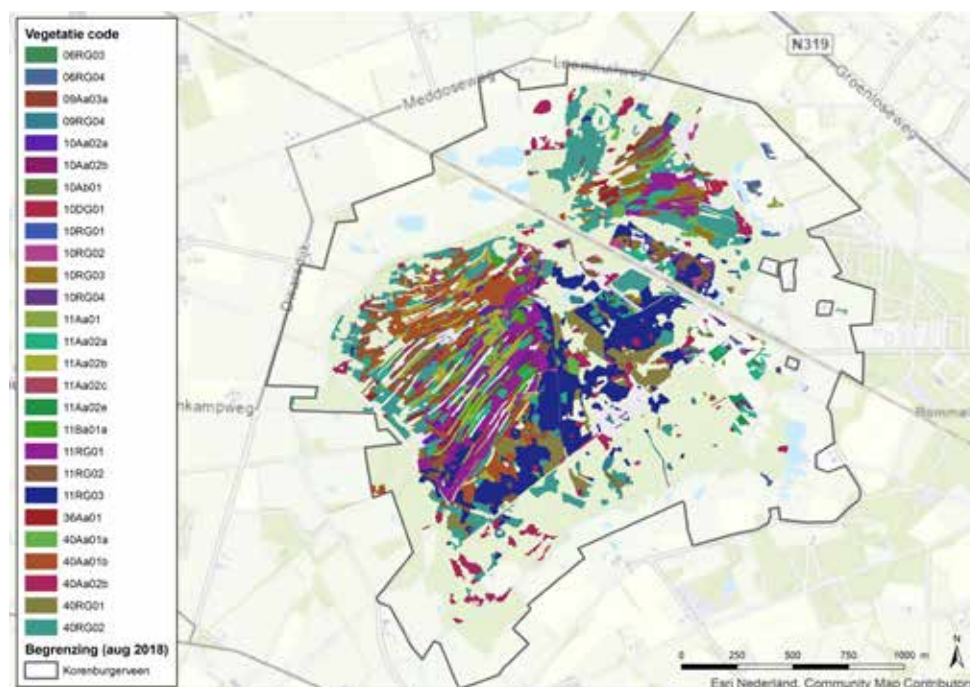 Vegetatie code
06RG03
06RG04
09Aa03a
09RG04
10Aa02a
10Aa02b
10Ab01
10DG01
10RG01
10RG02
10RG03
10RG04
11Aa01
11Aa02a
11Aa02b
11Aa02c
11Aa02e
11Ba01a
11RG01
11RG02
11RG03
36Aa01
40Aa01a
40Aa01b
40Aa02b
40RG01
40RG02
Begrenzing (aug 2018)
Korenburgerveen
N319
Groenloseweg
Meddoseweg
nkampweg
N
0 250 500 750 1000 m
Esri Nederland, Community Map Contributors